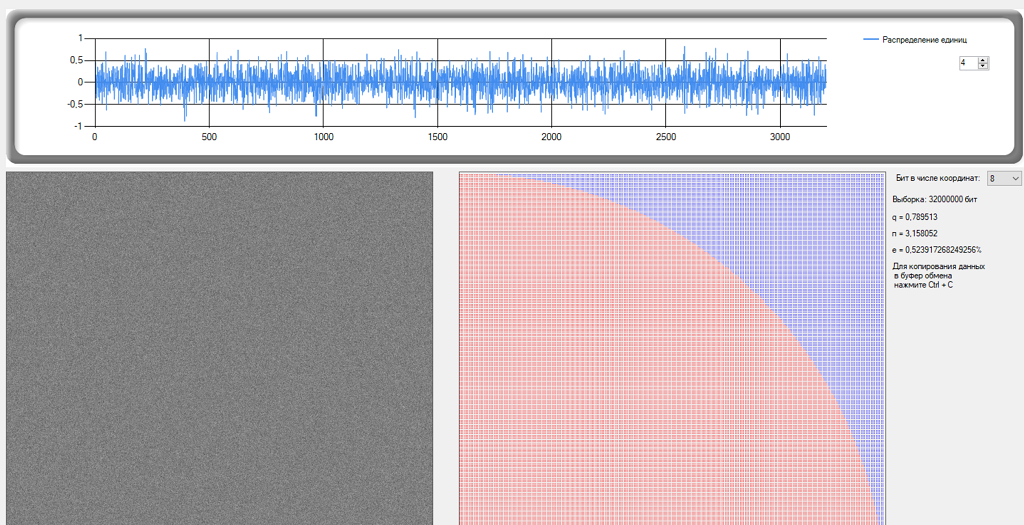 1
0,5
0
-0,5
-1
0 500 1000 1500 2000 2500 3000
Распределение единиц
4
Бит в числе координат: 8
Выборка: 32000000 бит
q = 0,789513
п = 3,158052
e = 0,523917268249256%
Для копирования данных
в буфер обмена
нажмите Ctrl + C